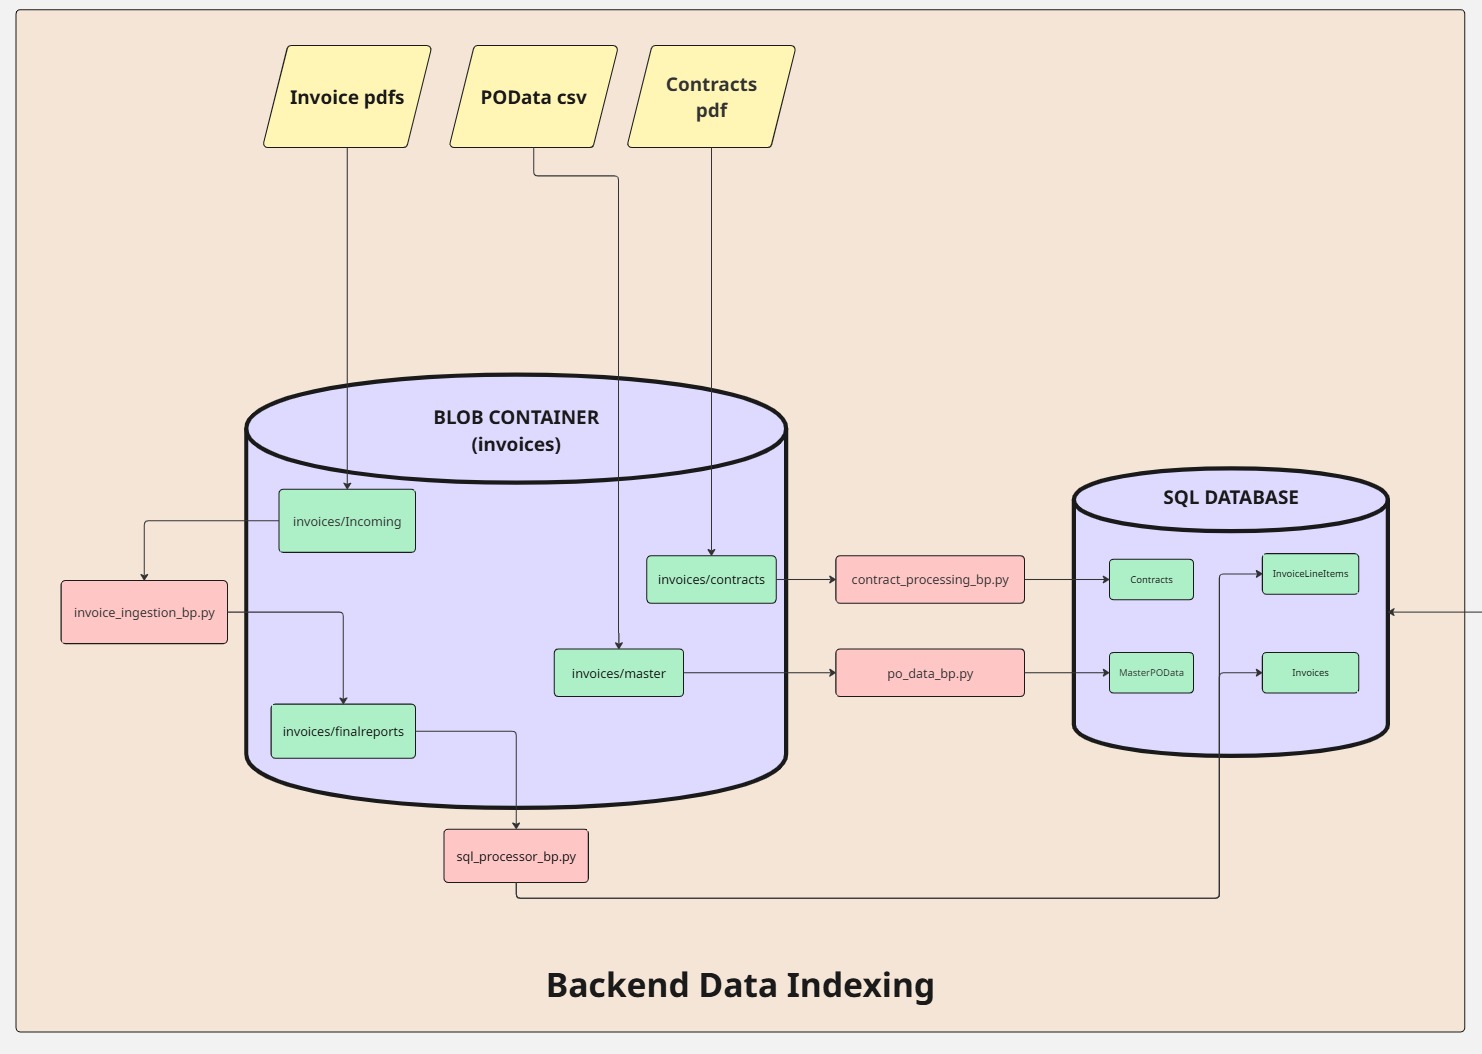 Invoice pdfs
POData csv
Contracts
pdf
BLOB CONTAINER
(invoices)
SQL DATABASE
invoices/Incoming
invoices/contracts
contract_processing_bp.py
Contracts
InvoiceLineItems
invoice_ingestion_bp.py
invoices/master
po_data_bp.py
MasterPOData
Invoices
invoices/finalreports
sql_processor_bp.py
Backend Data Indexing